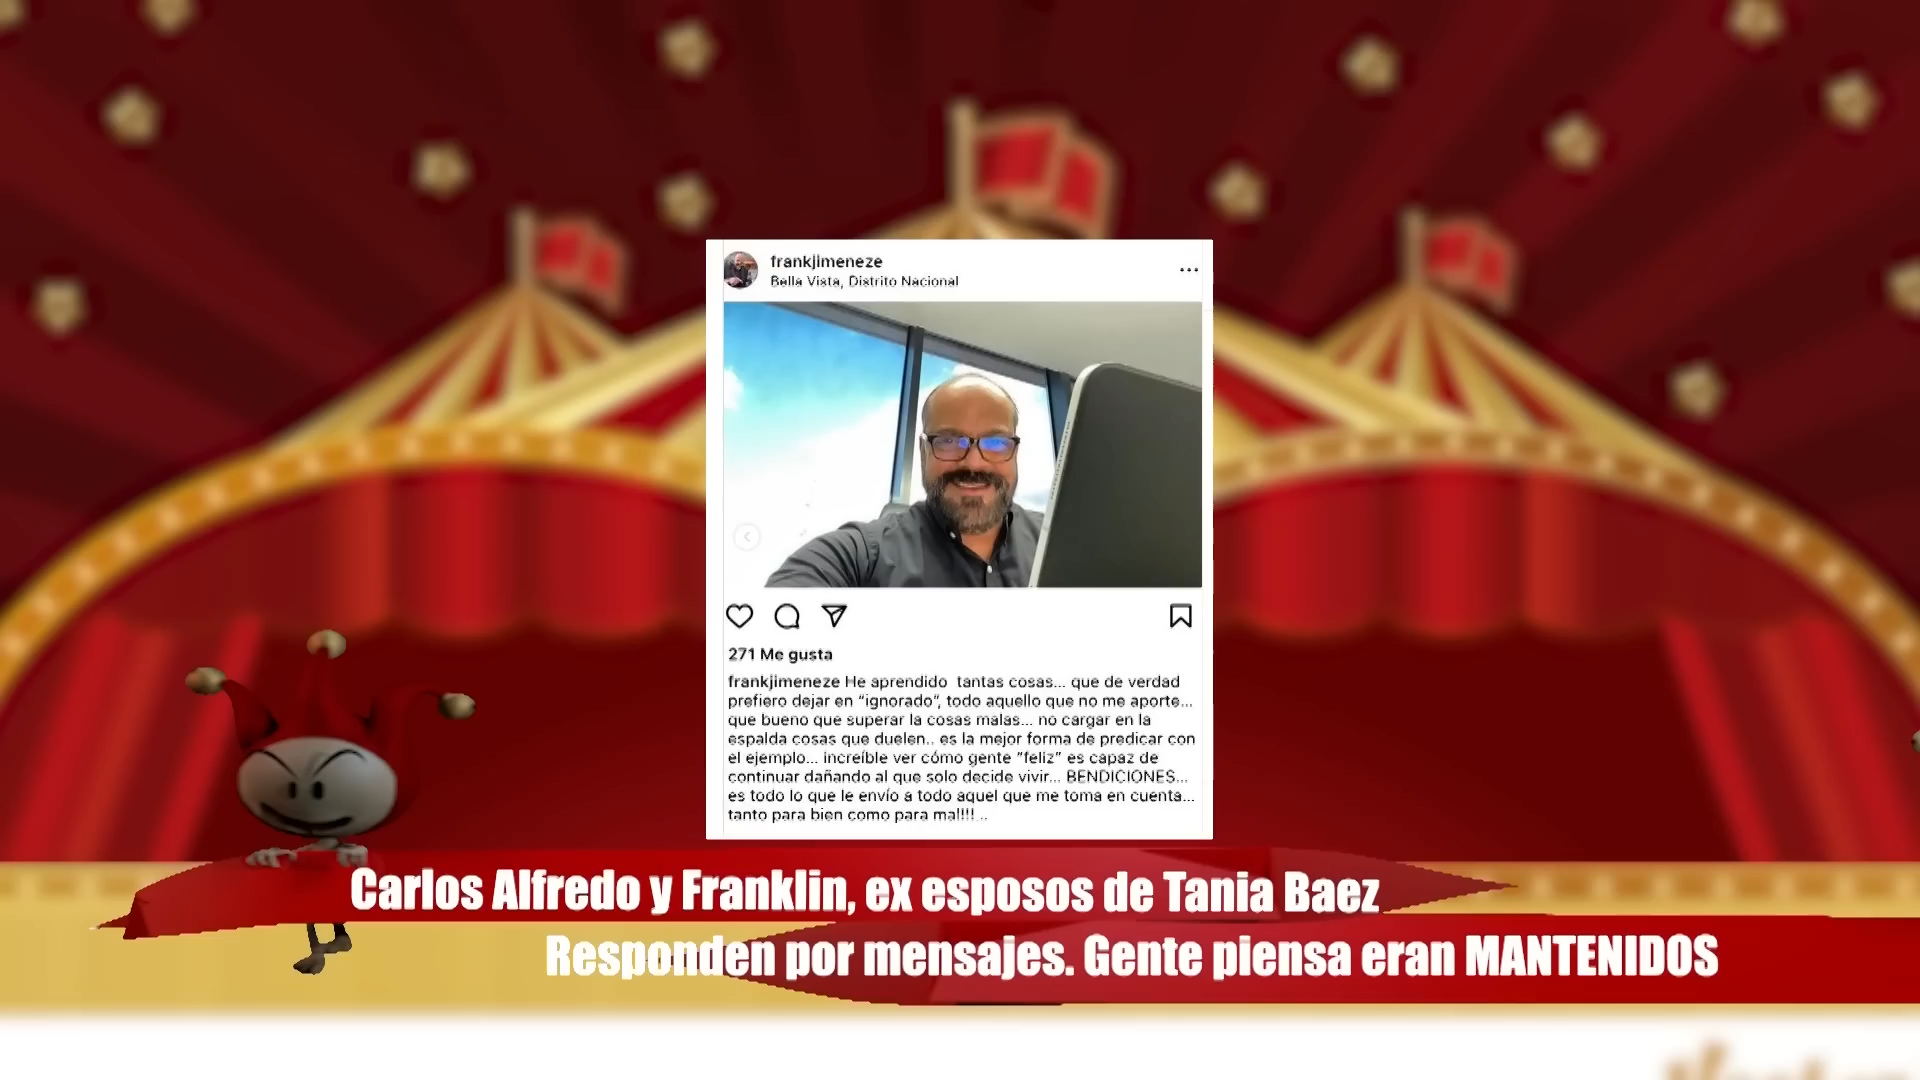 frankjimeneze
Bella Vista, Distrito Nacional
271 Me gusta
frankjimeneze He aprendido tantas cosas... que de verdad
prefiero dejar en "ignorado", todo aquello que no me aporte...
que bueno que superar la cosas malas... no cargar en la
espalda cosas que duelen.. es la mejor forma de predicar con
el ejemplo... increíble ver cómo gente "feliz" es capaz de
continuar dañando al que solo decide vivir... BENDICIONES...
es todo lo que le envío a todo aquel que me toma en cuenta...
tanto para bien como para mal!!! ..
Carlos Alfredo y Franklin, ex esposos de Tania Baez
Responden por mensajes. Gente piensa eran MANTENIDOS